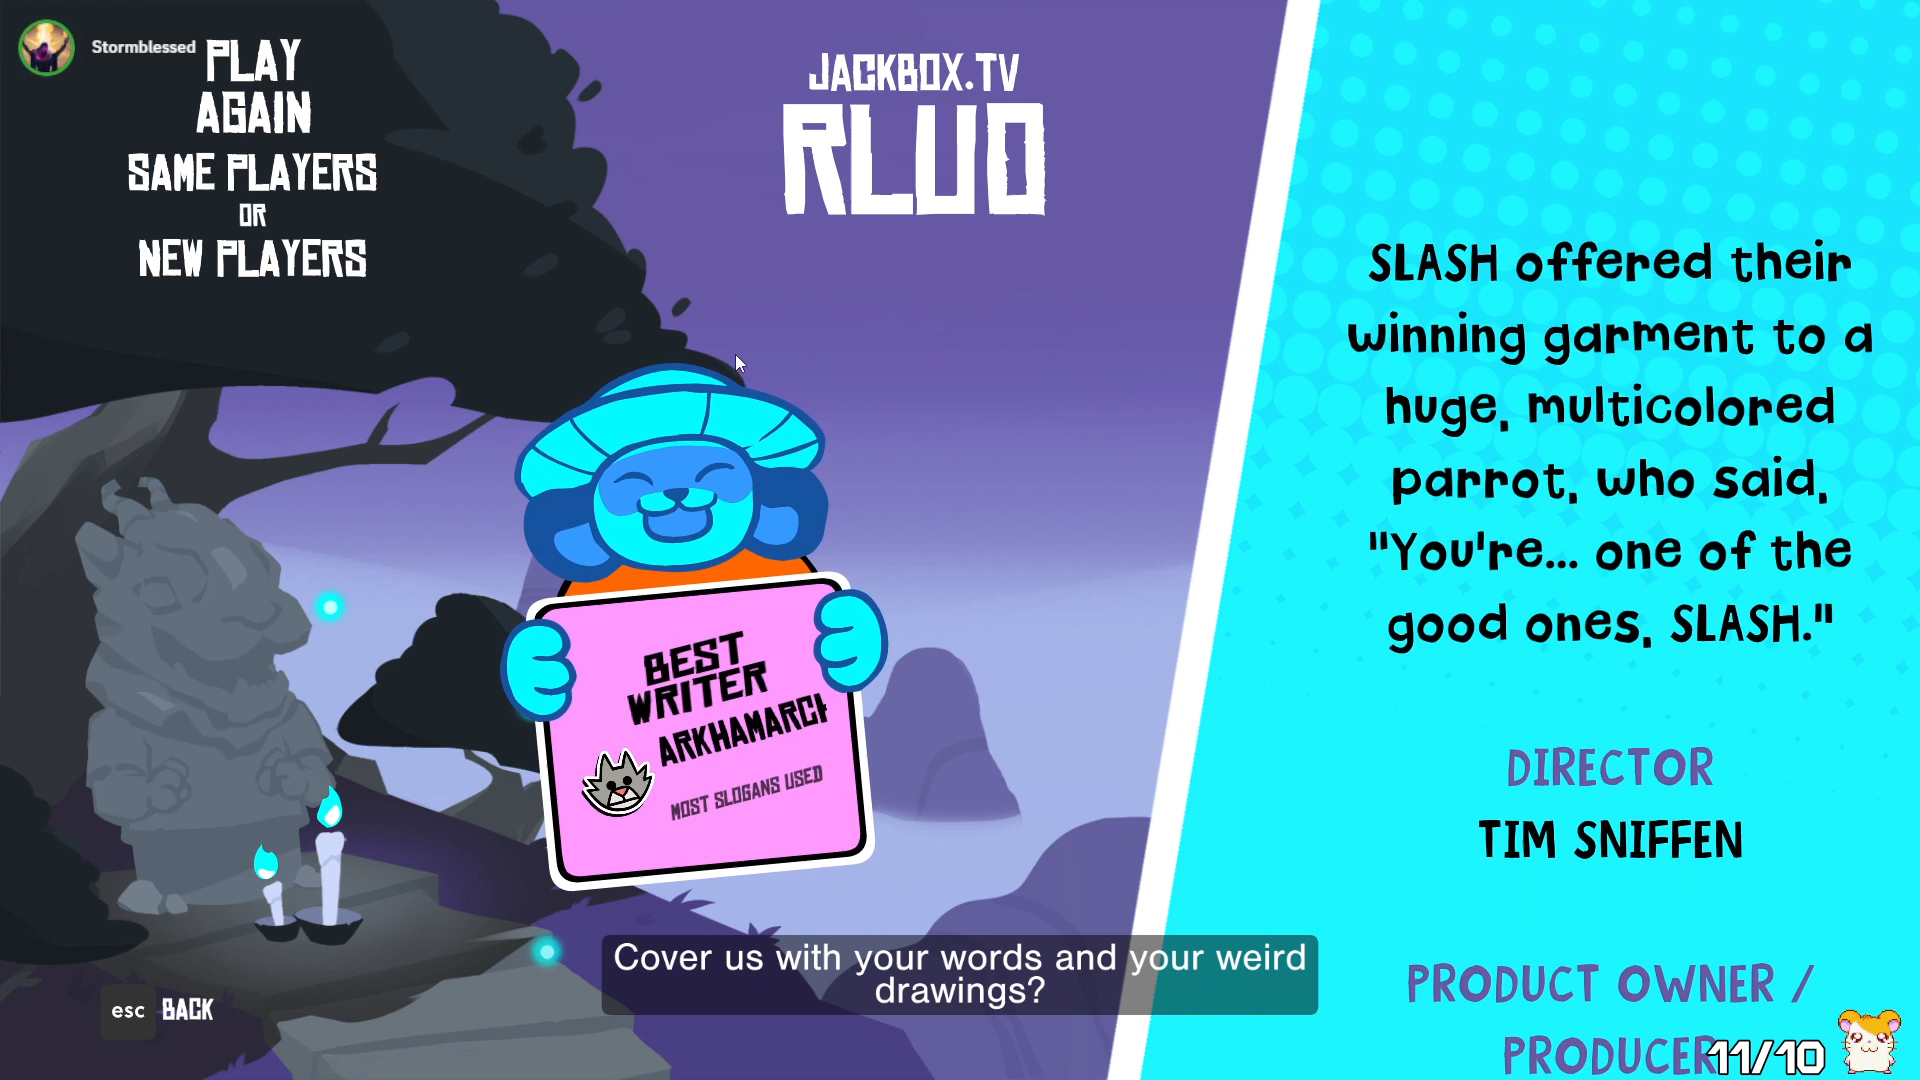 Stormblessed
PLAY
AGAIN
SAME PLAYERS
OR
NEW PLAYERS
JACKBOX.TV
RLUO
BEST
WRITER
ARKHAMARCH
MOST SLOGANS USED
Cover us with your words and your weird
drawings?
esc BACK
SLASH offered their
winning garment to a
huge, multicolored
parrot, who said,
"You're... one of the
good ones, SLASH."
DIRECTOR
TIM SNIFFEN
PRODUCT OWNER /
PRODUCER
11/10